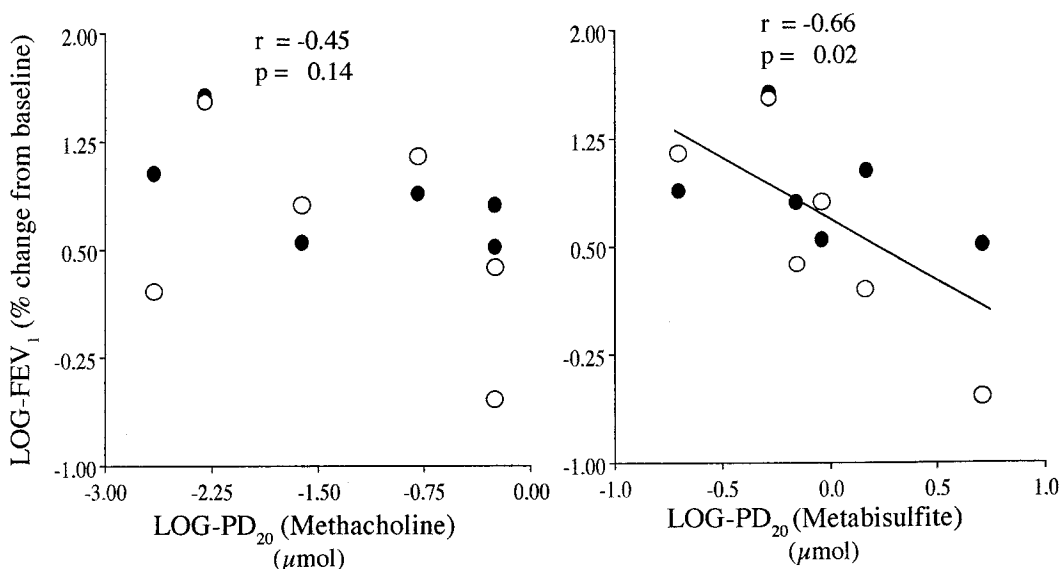 LOG-FEV₁ (% change from baseline)
2.00
1.25
0.50
-0.25
-1.00
r = -0.45
p = 0.14
-3.00 -2.25 -1.50 -0.75 0.00
LOG-PD₂₀ (Methacholine)
(µmol)
2.00
1.25
0.50
-0.25
-1.00
r = -0.66
p = 0.02
-1.0 -0.5 0.0 0.5 1.0
LOG-PD₂₀ (Metabisulfite)
(µmol)